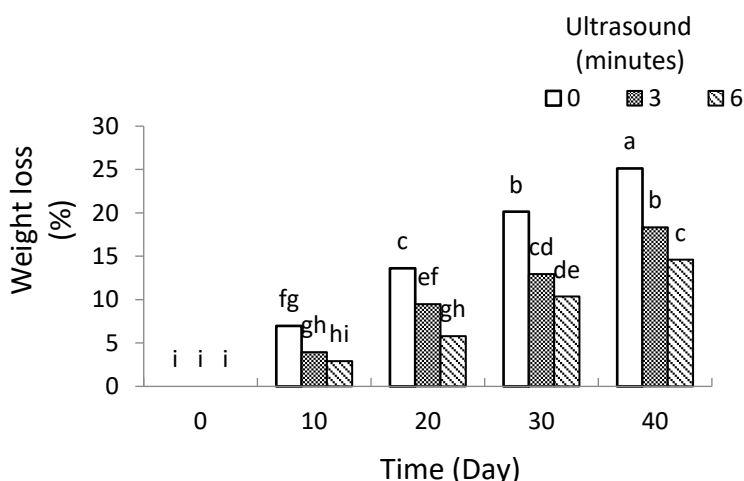 Ultrasound
(minutes)
0 3 6
Weight loss
(%)
30
25
20
15
10
5
0
i i i
fg gh hi
c ef gh
b cd de
a b c
0 10 20 30 40
Time (Day)